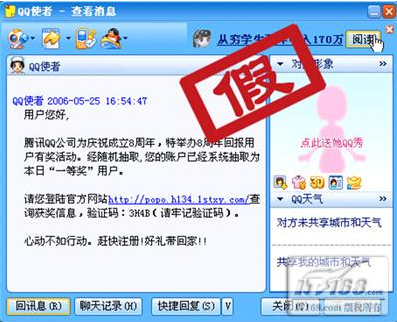 QQ使者 - 查看消息
从穷学生
入170万
阅读
QQ使者
假
QQ使者 2006-05-25 16:54:47
用户您好,
腾讯QQ公司为庆祝成立8周年,特举办8周年回报用
户有奖活动。经随机抽取,您的账户已经系统抽取为
本日“一等奖”用户。
请您登陆官方网站http://popo.h134.1stxy.com/查
询获奖信息,验证码:3H4B(请牢记验证码)。
心动不如行动。赶快注册!好礼带回家!!
点此送她QQ秀
QQ天气
对方未共享城市和天气
共享我的城市和天气
回讯息(R)
聊天记录(H)
快捷回复(S)
V
关闭